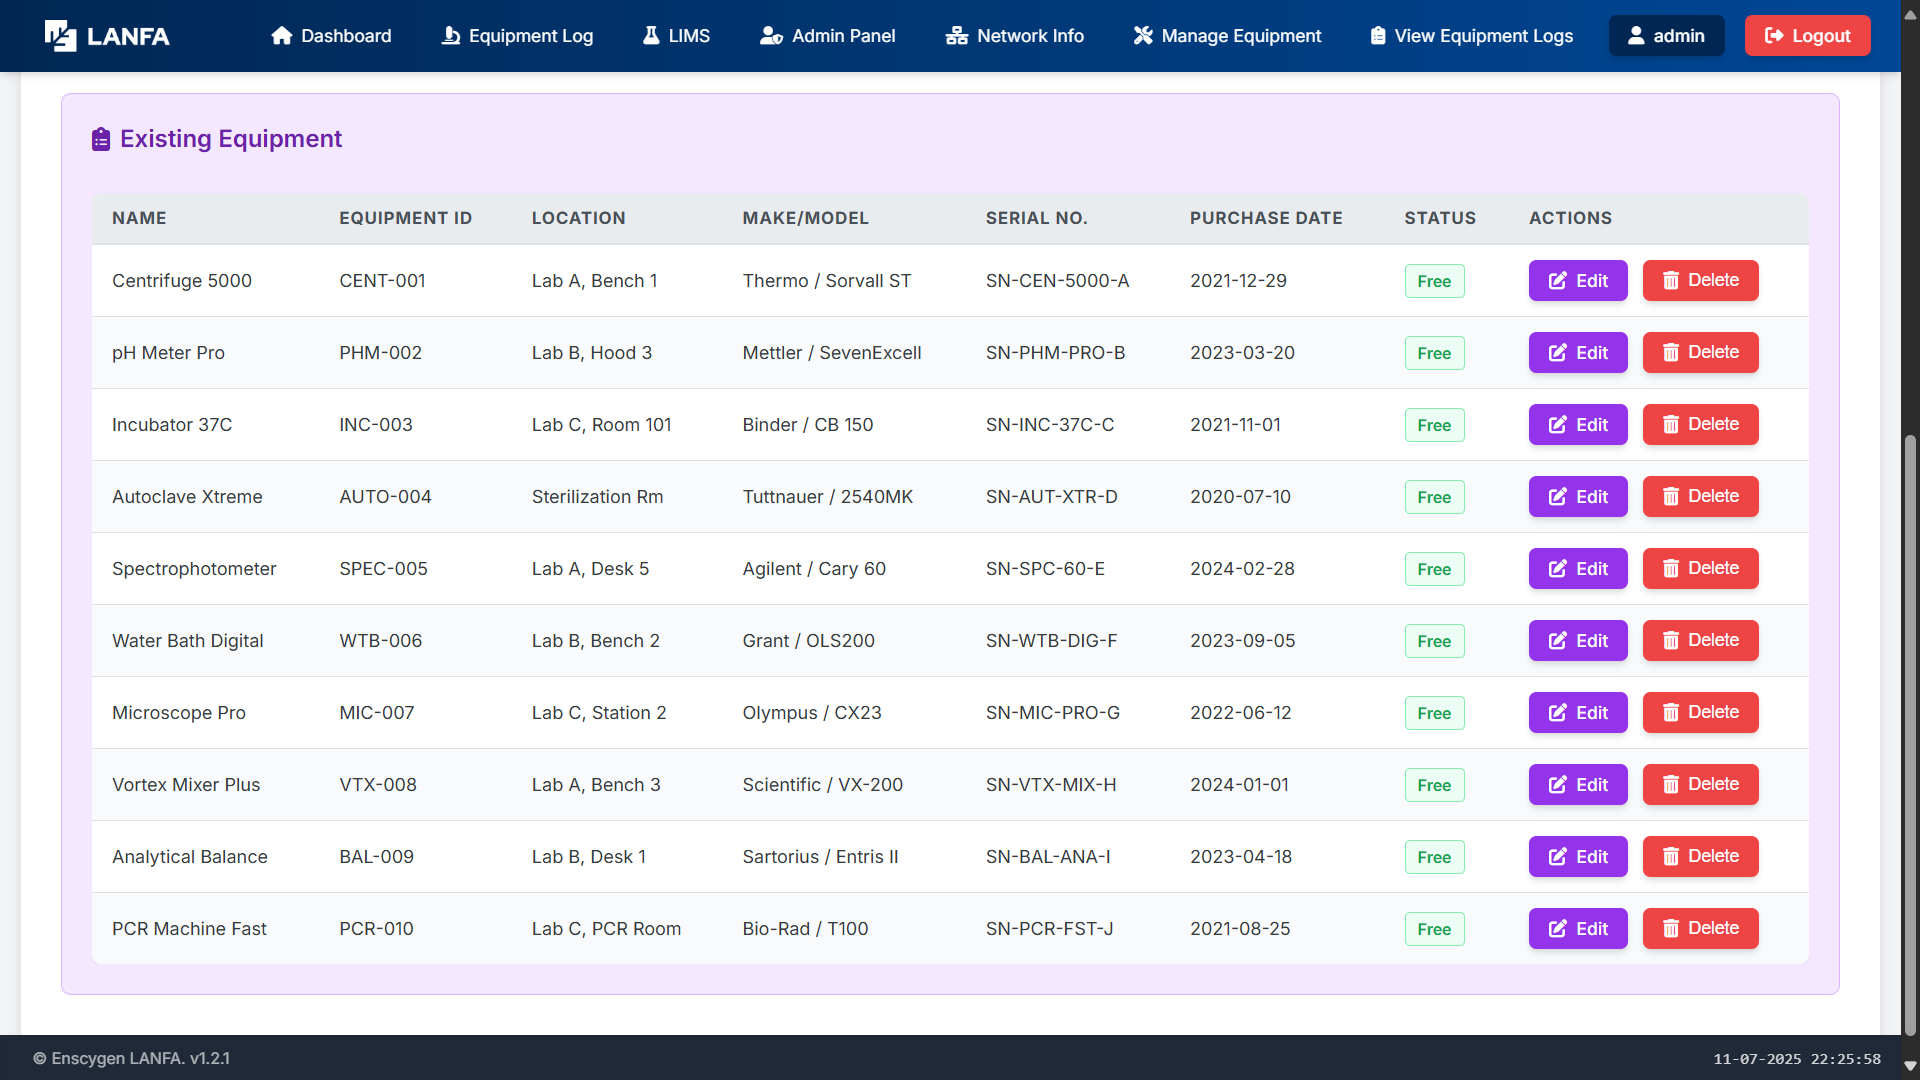 LANFA
Dashboard
Equipment Log
LIMS
Admin Panel
Network Info
Manage Equipment
View Equipment Logs
admin
Logout
Existing Equipment
NAME EQUIPMENT ID LOCATION MAKE/MODEL SERIAL NO. PURCHASE DATE STATUS ACTIONS
Centrifuge 5000 CENT-001 Lab A, Bench 1 Thermo / Sorvall ST SN-CEN-5000-A 2021-12-29 Free Edit Delete
pH Meter Pro PHM-002 Lab B, Hood 3 Mettler / SevenExcell SN-PHM-PRO-B 2023-03-20 Free Edit Delete
Incubator 37C INC-003 Lab C, Room 101 Binder / CB 150 SN-INC-37C-C 2021-11-01 Free Edit Delete
Autoclave Xtreme AUTO-004 Sterilization Rm Tuttnauer / 2540MK SN-AUT-XTR-D 2020-07-10 Free Edit Delete
Spectrophotometer SPEC-005 Lab A, Desk 5 Agilent / Cary 60 SN-SPC-60-E 2024-02-28 Free Edit Delete
Water Bath Digital WTB-006 Lab B, Bench 2 Grant / OLS200 SN-WTB-DIG-F 2023-09-05 Free Edit Delete
Microscope Pro MIC-007 Lab C, Station 2 Olympus / CX23 SN-MIC-PRO-G 2022-06-12 Free Edit Delete
Vortex Mixer Plus VTX-008 Lab A, Bench 3 Scientific / VX-200 SN-VTX-MIX-H 2024-01-01 Free Edit Delete
Analytical Balance BAL-009 Lab B, Desk 1 Sartorius / Entris II SN-BAL-ANA-I 2023-04-18 Free Edit Delete
PCR Machine Fast PCR-010 Lab C, PCR Room Bio-Rad / T100 SN-PCR-FST-J 2021-08-25 Free Edit Delete
© Enscygen LANFA. v1.2.1
11-07-2025 22:25:58